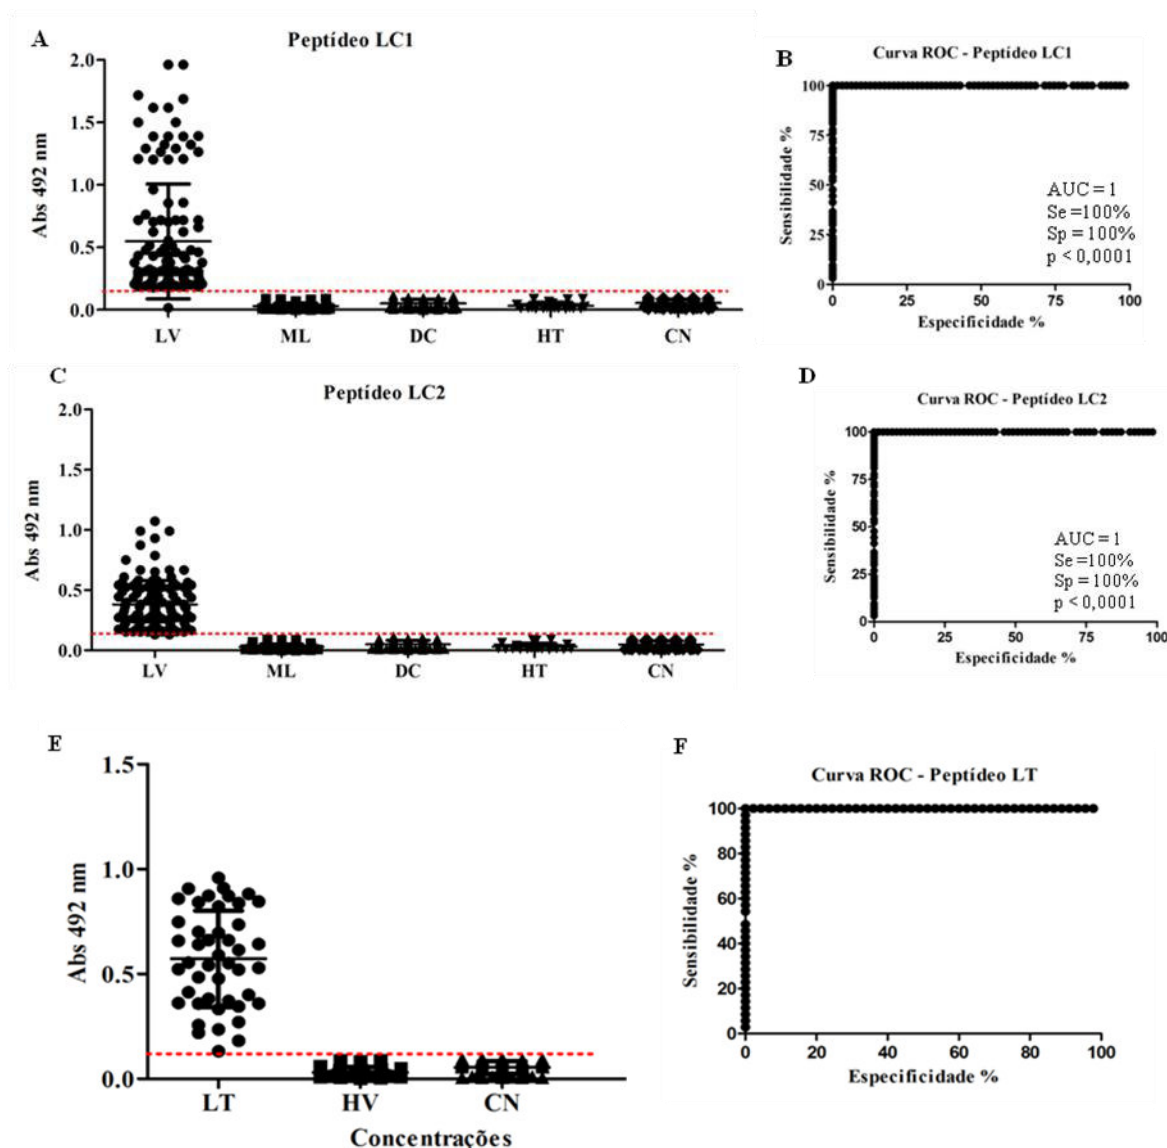 A
Peptídeo LC1
Abs 492 nm
2.0
1.5
1.0
0.5
0.0
LV ML DC HT CN
B
Curva ROC - Peptídeo LC1
Sensibilidade %
100
75
50
25
0
AUC = 1
Se =100%
Sp = 100%
p < 0,0001
0 25 50 75 100
Especificidade %
C
Peptídeo LC2
Abs 492 nm
2.0
1.5
1.0
0.5
0.0
LV ML DC HT CN
D
Curva ROC - Peptídeo LC2
Sensibilidade %
100
75
50
25
0
AUC = 1
Se =100%
Sp = 100%
p < 0,0001
0 25 50 75 100
Especificidade %
E
Abs 492 nm
1.5
1.0
0.5
0.0
LT HV CN
Concentrações
F
Curva ROC - Peptídeo LT
Sensibilidade %
100
80
60
40
20
0
0 20 40 60 80 100
Especificidade %